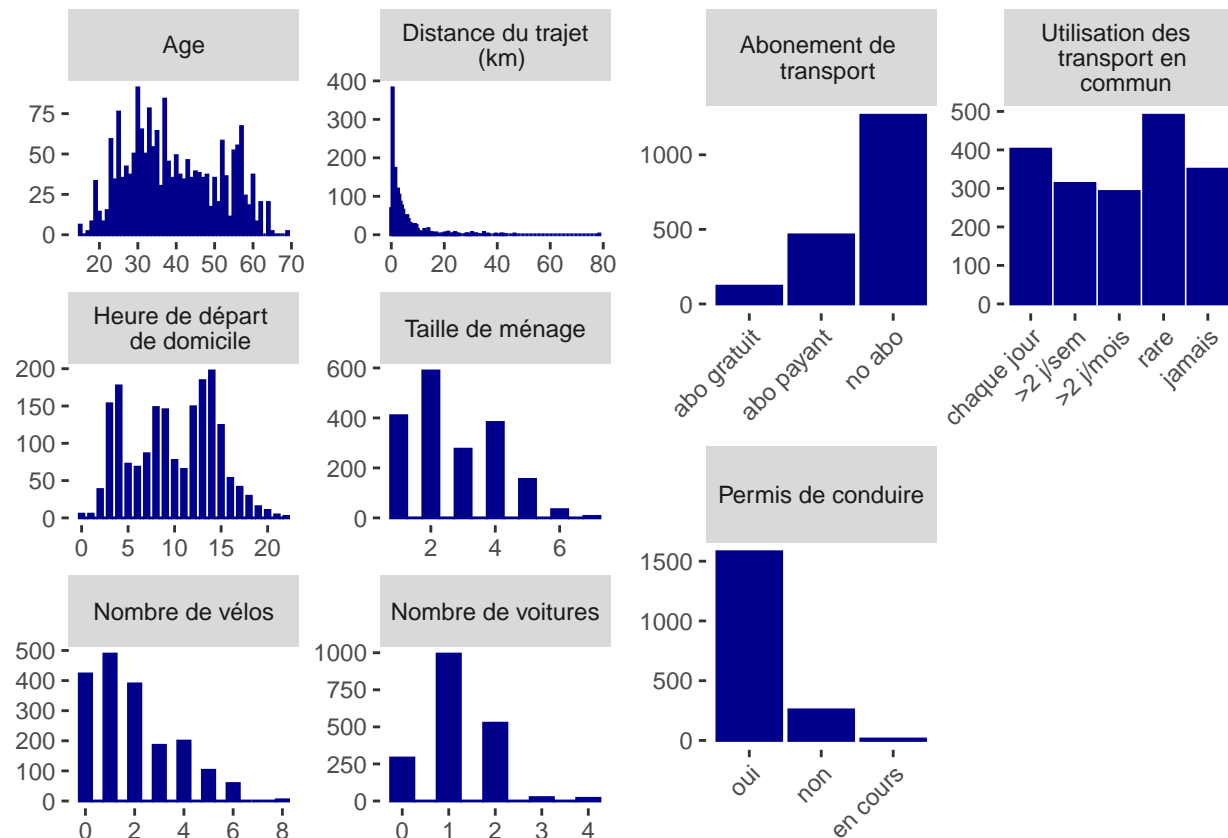 Age
75
50
25
0
20 30 40 50 60 70
Distance du trajet
(km)
400
300
200
100
0
0 20 40 60 80
Abonement de
transport
1000
500
0
abo gratuit
abo payant
no abo
Utilisation des
transport en
commun
500
400
300
200
100
0
chaque jour
>2 j/sem
>2 j/mois
rare
jamais
Heure de départ
de domicile
200
150
100
50
0
0 5 10 15 20
Taille de ménage
600
400
200
0
2 4 6
Permis de conduire
1500
1000
500
0
oui
non
en cours
Nombre de vélos
500
400
300
200
100
0
0 2 4 6 8
Nombre de voitures
1000
750
500
250
0
0 1 2 3 4